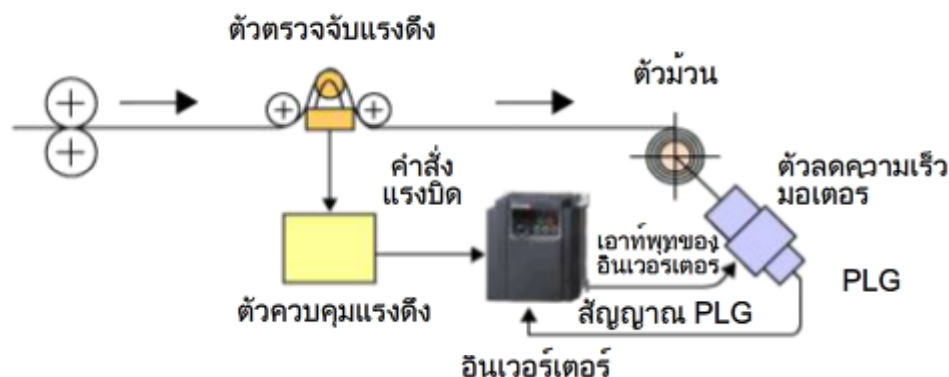 ตัวตรวจจับแรงดึง
ตัวม้วน
คำสั่ง
แรงบิด
ตัวลดความเร็ว
มอเตอร์
เอาท์พุทของ
อินเวอร์เตอร์
PLG
ตัวควบคุมแรงดึง
สัญญาณ PLG
อินเวอร์เตอร์